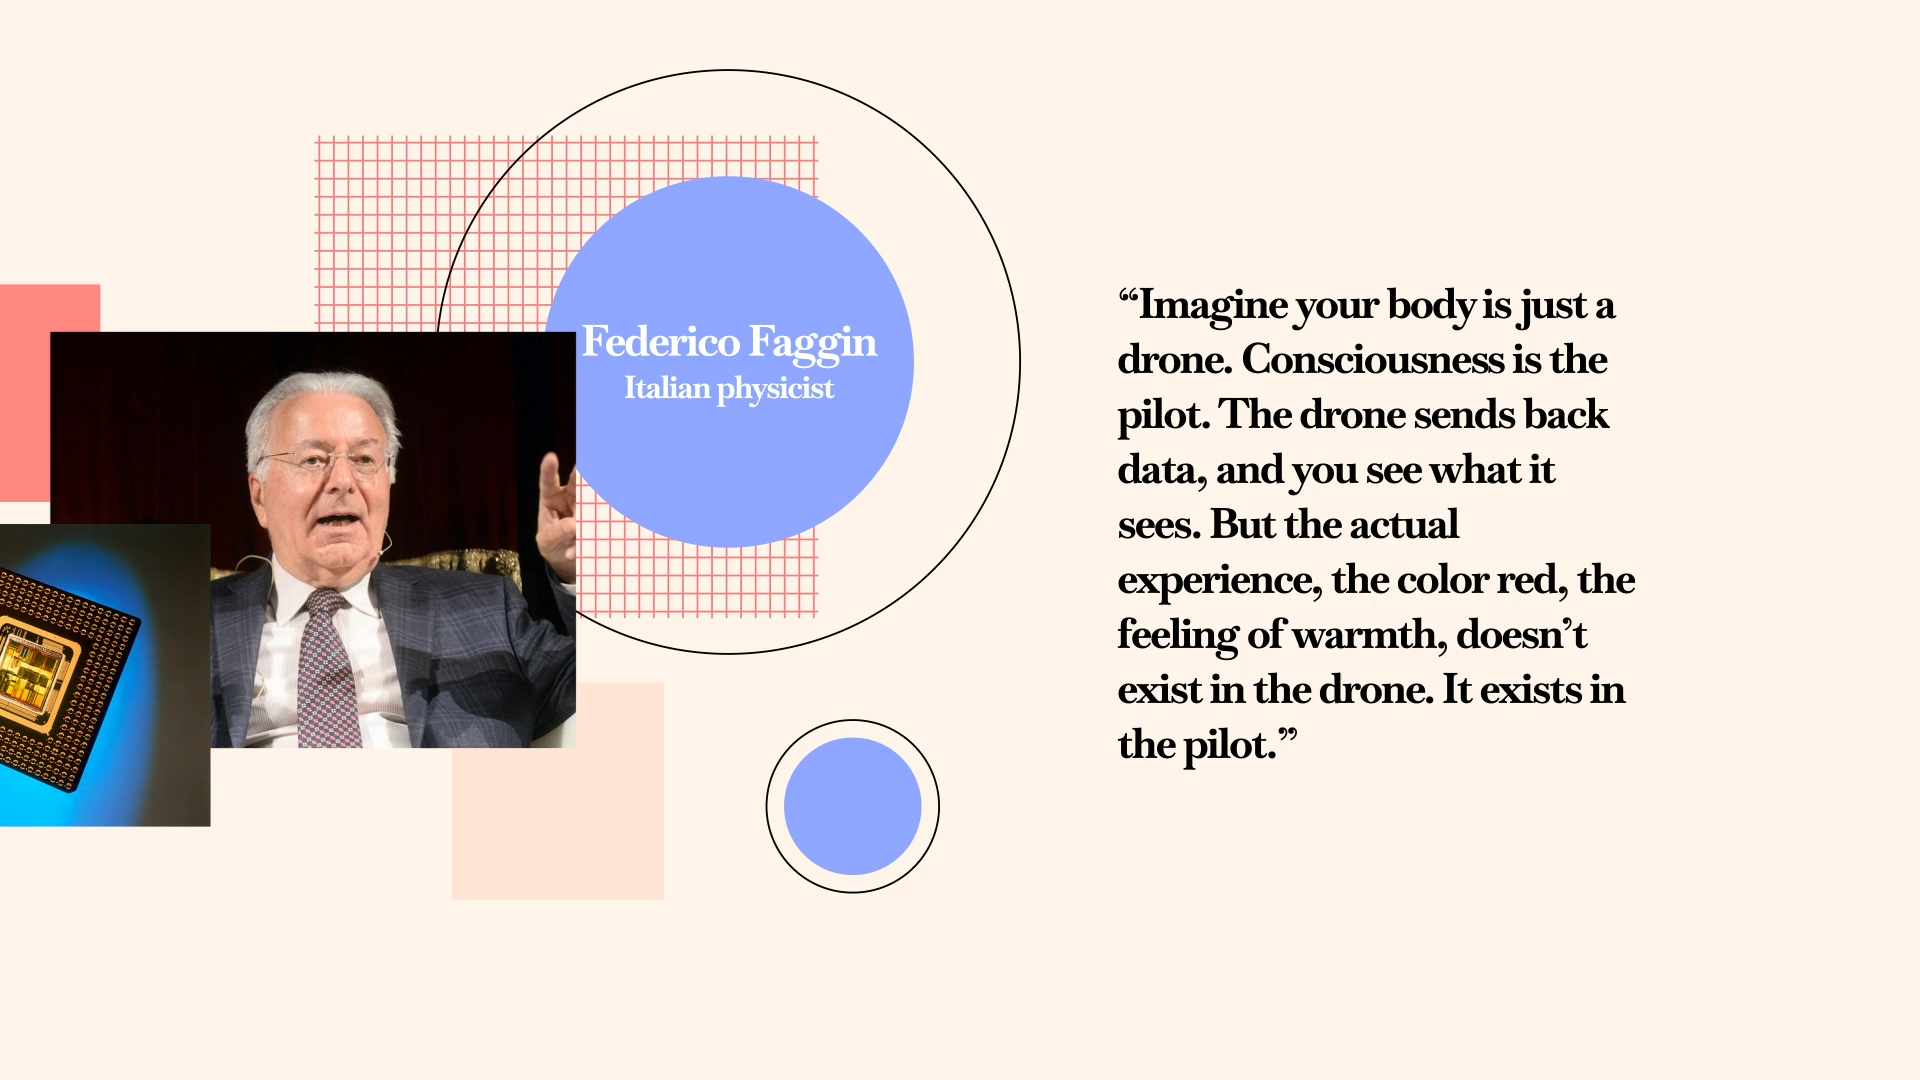 Federico Faggin
Italian physicist
“Imagine your body is just a
drone. Consciousness is the
pilot. The drone sends back
data, and you see what it
sees. But the actual
experience, the color red, the
feeling of warmth, doesn’t
exist in the drone. It exists in
the pilot.”